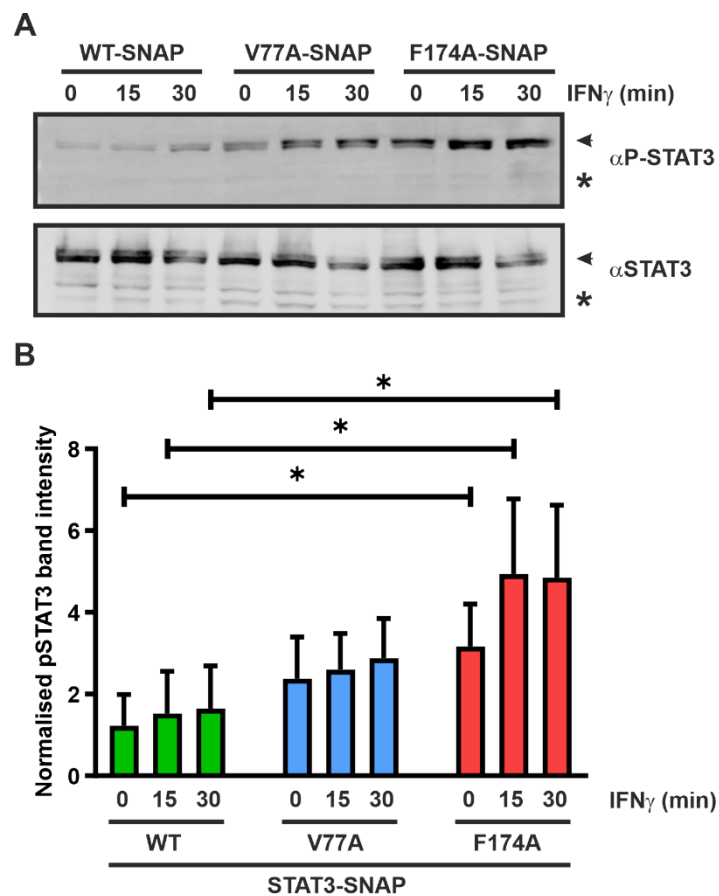 A
WT-SNAP V77A-SNAP F174A-SNAP
0 15 30 0 15 30 0 15 30 IFNγ (min)
αP-STAT3
*
αSTAT3
*
B
*
*
*
Normalised pSTAT3 band intensity
8
6
4
2
0
0 15 30 0 15 30 0 15 30 IFNγ (min)
WT V77A F174A
STAT3-SNAP